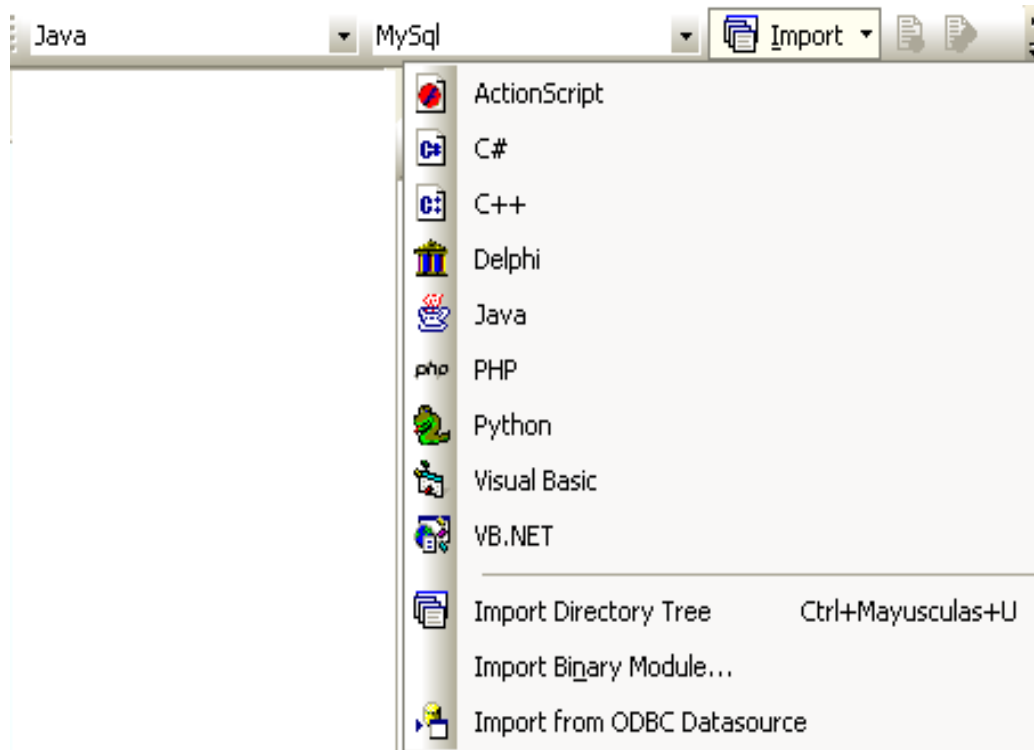 Java MySql Import
ActionScript
C# C#
C‡ C++
Delphi
Java
php PHP
Python
Visual Basic
VB.NET
Import Directory Tree Ctrl+Mayusculas+U
Import Binary Module...
Import from ODBC Datasource